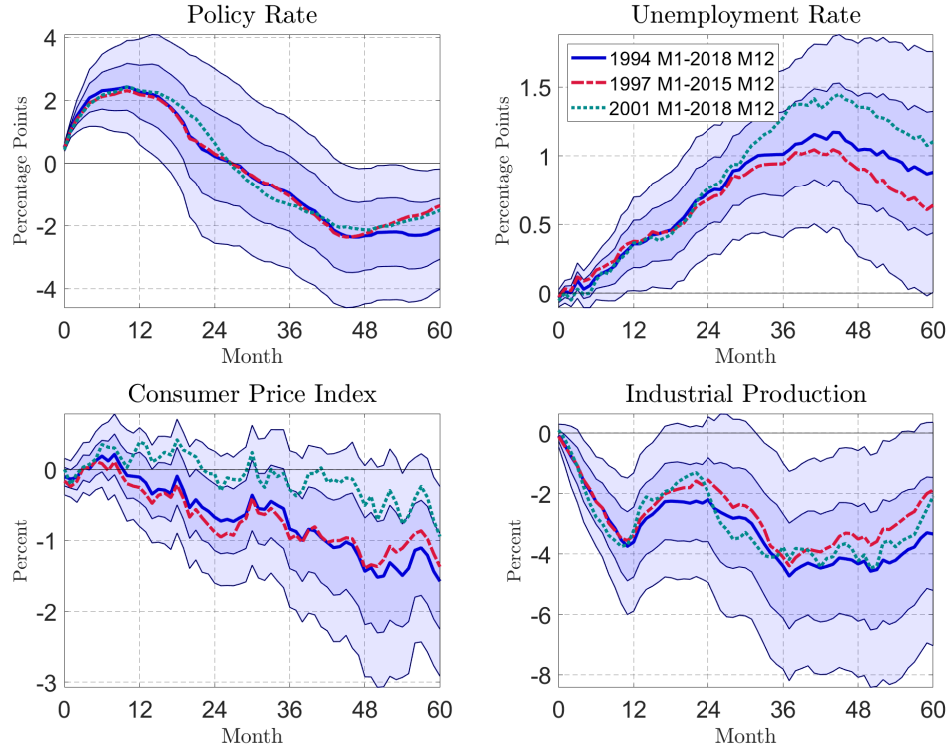 Policy Rate
Percentage Points
4
2
0
-2
-4
0 12 24 36 48 60
Month
Unemployment Rate
1994 M1-2018 M12
1997 M1-2015 M12
2001 M1-2018 M12
Percentage Points
1.5
1
0.5
0
0 12 24 36 48 60
Month
Consumer Price Index
Percent
0
-1
-2
-3
0 12 24 36 48 60
Month
Industrial Production
Percent
0
-2
-4
-6
-8
0 12 24 36 48 60
Month